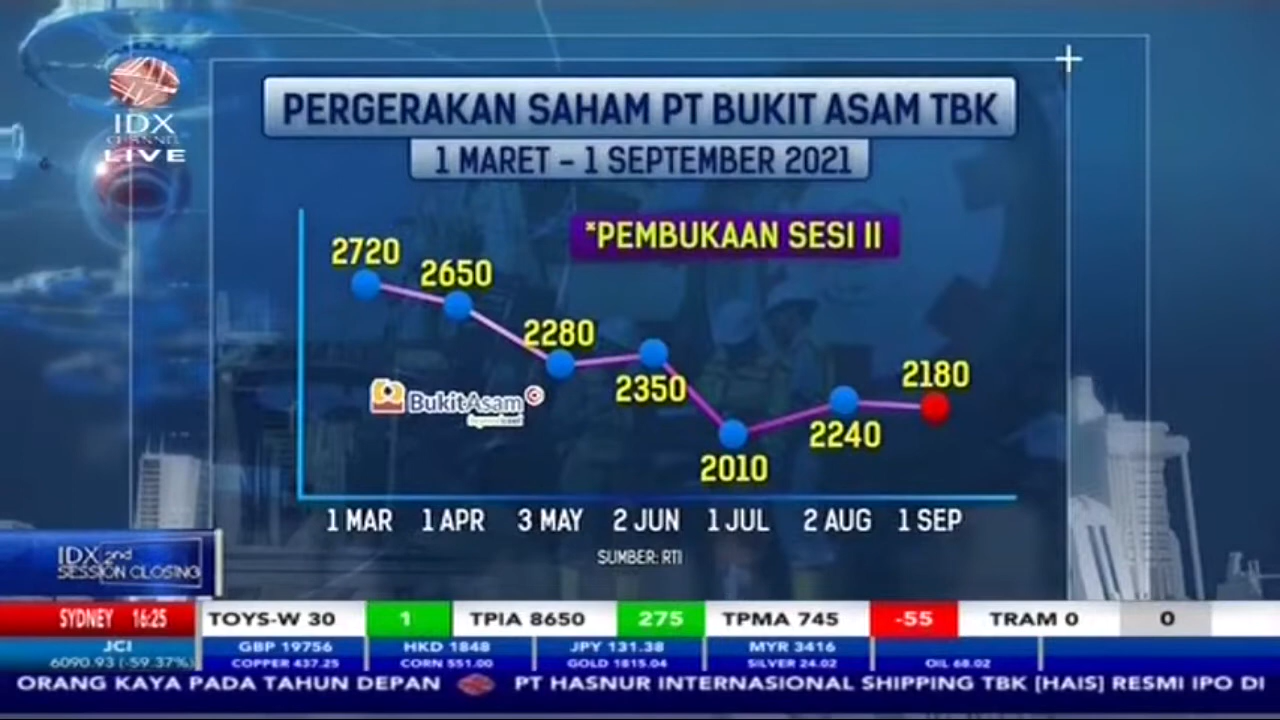 IDX
CHANNEL
LIVE
PERGERAKAN SAHAM PT BUKIT ASAM TBK
1 MARET – 1 SEPTEMBER 2021
*PEMBUKAAN SESI II
2720
2650
2280
2350
2010
2240
2180
BukitAsam
1 MAR 1 APR 3 MAY 2 JUN 1 JUL 2 AUG 1 SEP
SUMBER: RTI
IDX 2nd
SESSION CLOSING
SYDNEY 16:25 TOYS-W 30 1 TPIA 8650 275 TPMA 745 -55 TRAM 0 0
JCI GBP 19756 HKD 1848 JPY 131.38 MYR 3416
6090.93 (-59.37%) COPPER 437.25 CORN 551.00 GOLD 1815.04 SILVER 24.02 OIL 68.02
ORANG KAYA PADA TAHUN DEPAN PT HASNUR INTERNASIONAL SHIPPING TBK [HAIS] RESMI IPO DI